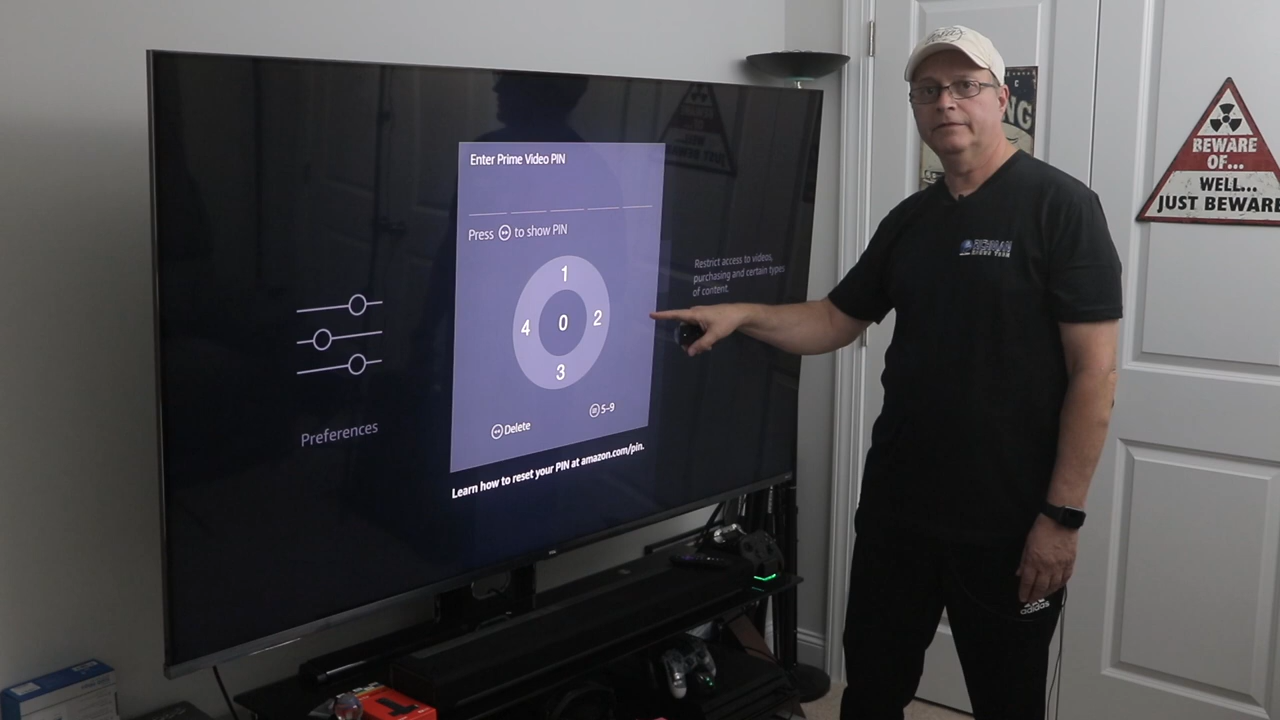 Enter Prime Video PIN
Press to show PIN
1
4 0 2
3
5-9
Delete
Learn how to reset your PIN at amazon.com/pin.
Preferences
Restrict access to videos,
purchasing and certain types
of content.
BEWARE
OF...
WELL...
JUST BEWARE
NG
adidas